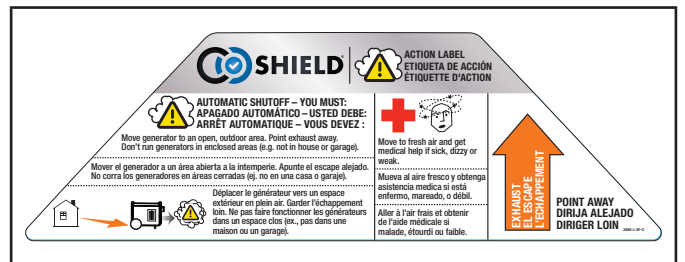 CO SHIELD®
ACTION LABEL
ETIQUETA DE ACCIÓN
ÉTIQUETTE D'ACTION
AUTOMATIC SHUTOFF – YOU MUST:
APAGADO AUTOMÁTICO – USTED DEBE:
ARRÊT AUTOMATIQUE – VOUS DEVEZ :
Move generator to an open, outdoor area. Point exhaust away.
Don't run generators in enclosed areas (e.g. not in house or garage).
Mover el generador a un área abierta a la intemperie. Apunte el escape alejado.
No corra los generadores en áreas cerradas (ej. no en una casa o garaje).
Déplacer le générateur vers un espace
extérieur en plein air. Garder l'échappement
loin. Ne pas faire fonctionner les générateurs
dans un espace clos (ex., pas dans une
maison ou un garage).
Move to fresh air and get
medical help if sick, dizzy or
weak.
Mueva al aire fresco y obtenga
asistencia medica si está
enfermo, mareado, o débil.
Aller à l'air frais et obtenir
de l'aide médicale si
malade, étourdi ou faible.
EXHAUST
EL ESCAPE
L'ECHAPPEMENT
POINT AWAY
DIRIJA ALEJADO
DIRIGER LOIN